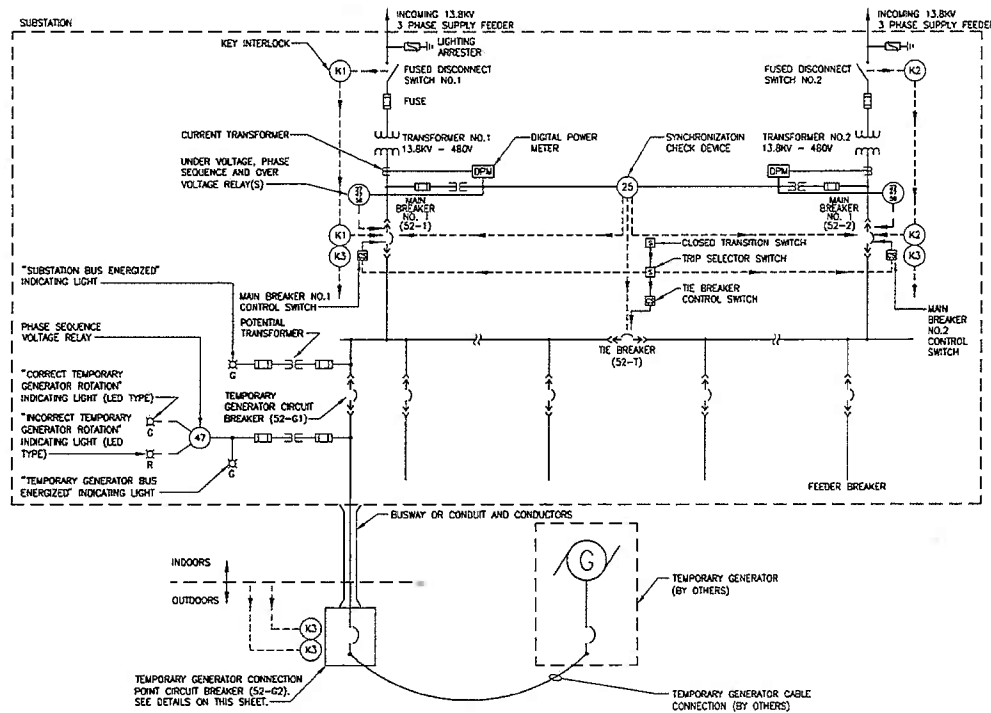 SUBSTATION
INCOMING 13.8KV
3 PHASE SUPPLY FEEDER
INCOMING 13.8KV
3 PHASE SUPPLY FEEDER
LIGHTING
ARRESTER
KEY INTERLOCK
K1
FUSED DISCONNECT
SWITCH NO.1
FUSED DISCONNECT
SWITCH NO.2
K2
FUSE
CURRENT TRANSFORMER
TRANSFORMER NO.1
13.8KV - 480V
DIGITAL POWER
METER
SYNCHRONIZATOIN
CHECK DEVICE
TRANSFORMER NO.2
13.8KV - 480V
UNDER VOLTAGE, PHASE
SEQUENCE AND OVER
VOLTAGE RELAY(S)
DPM
DPM
25
27
27
MAIN
BREAKER
NO. 1
(52-1)
MAIN
BREAKER
NO. 1
(52-2)
K1
K3
K2
K3
S
CLOSED TRANSITION SWITCH
S
TRIP SELECTOR SWITCH
TIE BREAKER
CONTROL SWITCH
"SUBSTATION BUS ENERGIZED"
INDICATING LIGHT
MAIN BREAKER NO.1
CONTROL SWITCH
MAIN
BREAKER
NO.2
CONTROL
SWITCH
PHASE SEQUENCE
VOLTAGE RELAY
POTENTIAL
TRANSFORMER
TIE BREAKER
(52-T)
G
"CORRECT TEMPORARY
GENERATOR ROTATION"
INDICATING LIGHT (LED TYPE)
TEMPORARY
GENERATOR CIRCUIT
BREAKER (52-G1)
"INCORRECT TEMPORARY
GENERATOR ROTATION"
INDICATING LIGHT (LED
TYPE)
G
47
R
G
"TEMPORARY GENERATOR BUS
ENERGIZED" INDICATING LIGHT
FEEDER BREAKER
BUSWAY OR CONDUIT AND CONDUCTORS
INDOORS
OUTDOORS
G
TEMPORARY GENERATOR
(BY OTHERS)
K3
K3
TEMPORARY GENERATOR CONNECTION
POINT CIRCUIT BREAKER (52-G2).
SEE DETAILS ON THIS SHEET.
TEMPORARY GENERATOR CABLE
CONNECTION (BY OTHERS)